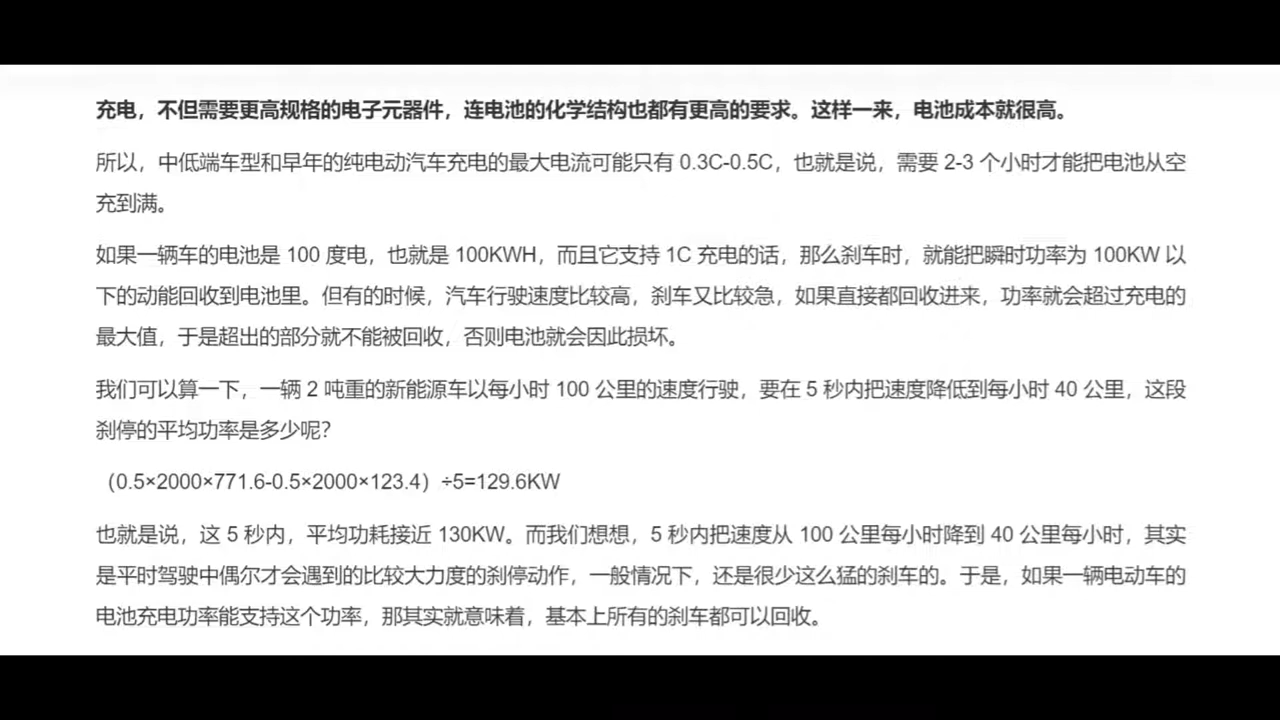 充电，不但需要更高规格的电子元器件，连电池的化学结构也都有更高的要求。这样一来，电池成本就很高。
所以，中低端车型和早年的纯电动汽车充电的最大电流可能只有 0.3C-0.5C，也就是说，需要 2-3 个小时才能把电池从空
充到满。
如果一辆车的电池是 100 度电，也就是 100KWH，而且它支持 1C 充电的话，那么刹车时，就能把瞬时功率为 100KW 以
下的动能回收到电池里。但有的时候，汽车行驶速度比较高，刹车又比较急，如果直接都回收进来，功率就会超过充电的
最大值，于是超出的部分就不能被回收，否则电池就会因此损坏。
我们可以算一下，一辆 2 吨重的新能源车以每小时 100 公里的速度行驶，要在 5 秒内把速度降低到每小时 40 公里，这段
刹停的平均功率是多少呢？
（0.5×2000×771.6-0.5×2000×123.4）÷5=129.6KW
也就是说，这 5 秒内，平均功耗接近 130KW。而我们想想，5 秒内把速度从 100 公里每小时降到 40 公里每小时，其实
是平时驾驶中偶尔才会遇到的比较大力度的刹停动作，一般情况下，还是很少这么猛的刹车的。于是，如果一辆电动车的
电池充电功率能支持这个功率，那其实就意味着，基本上所有的刹车都可以回收。